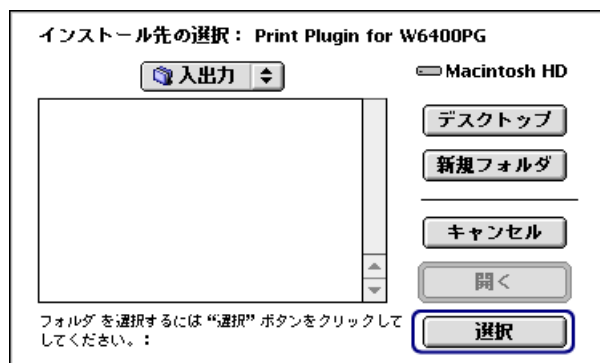 インストール先の選択： Print Plugin for W6400PG
入出力
Macintosh HD
デスクトップ
新規フォルダ
キャンセル
開く
選択
フォルダ を選択するには “選択” ボタンをクリックして
してください。：